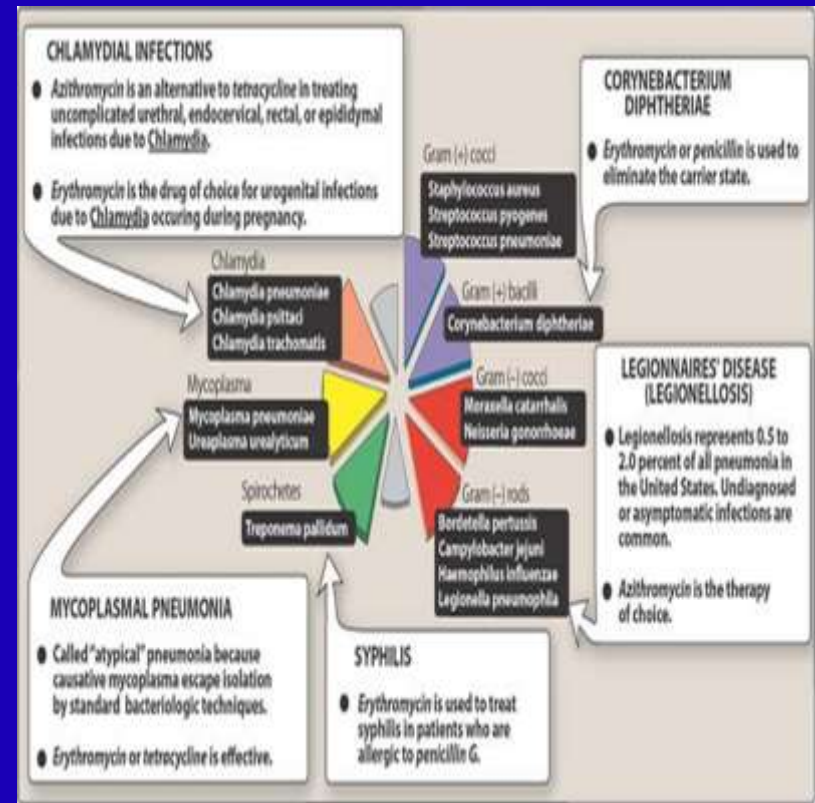 CHLAMYDIAL INFECTIONS
● Azithromycin is an alternative to tetracycline in treating
uncomplicated urethral, endocervical, rectal, or epididymal
infections due to Chlamydia.
● Erythromycin is the drug of choice for urogenital infections
due to Chlamydia occuring during pregnancy.
CORYNEBACTERIUM
DIPHTHERIAE
● Erythromycin or penicillin is used to
eliminate the carrier state.
Gram (+) cocci
Staphylococcus aureus
Streptococcus pyogenes
Streptococcus pneumoniae
Gram (+) bacilli
Corynebacterium diphtheriae
Gram (–) cocci
Moraxella catarrhalis
Neisseria gonorrhoeae
Gram (–) rods
Bordetella pertussis
Campylobacter jejuni
Haemophilus influenzae
Legionella pneumophila
Chlamydia
Chlamydia pneumoniae
Chlamydia psittaci
Chlamydia trachomatis
Mycoplasma
Mycoplasma pneumoniae
Ureaplasma urealyticum
Spirochetes
Treponema pallidum
LEGIONNAIRES' DISEASE
(LEGIONELLOSIS)
● Legionellosis represents 0.5 to
2.0 percent of all pneumonia in
the United States. Undiagnosed
or asymptomatic infections are
common.
● Azithromycin is the therapy
of choice.
MYCOPLASMAL PNEUMONIA
● Called "atypical" pneumonia because
causative mycoplasma escape isolation
by standard bacteriologic techniques.
● Erythromycin or tetracycline is effective.
SYPHILIS
● Erythromycin is used to treat
syphilis in patients who are
allergic to penicillin G.